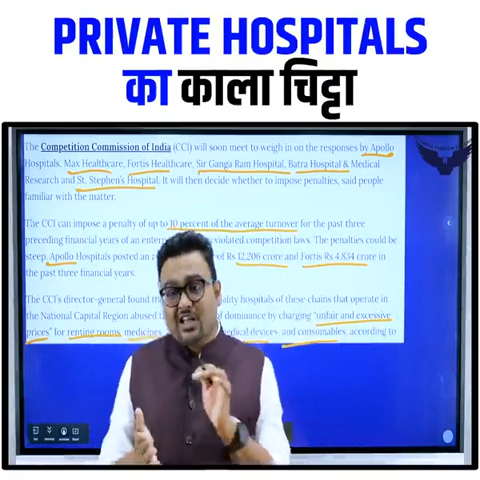 PRIVATE HOSPITALS
का काला चिट्ठा
The Competition Commission of India (CCI) will soon meet to weigh in on the responses by Apollo
Hospitals, Max Healthcare, Fortis Healthcare, Sir Ganga Ram Hospital, Batra Hospital & Medical
Research and St. Stephen's Hospital. It will then decide whether to impose penalties, said people
familiar with the matter.
The CCI can impose a penalty of up to 10 percent of the average turnover for the past three
preceding financial years of an violated competition laws. The penalties could be
steep. Apollo Hospitals posted an of Rs 12,206 crore and Fortis Rs 4,834 crore in
the past three financial years.
The CCI's director-general found hospitals of these chains that operate in
the National Capital Region abused of dominance by charging "unfair and excessive
prices" for renting rooms, medicines, medical devices, and consumables, according to